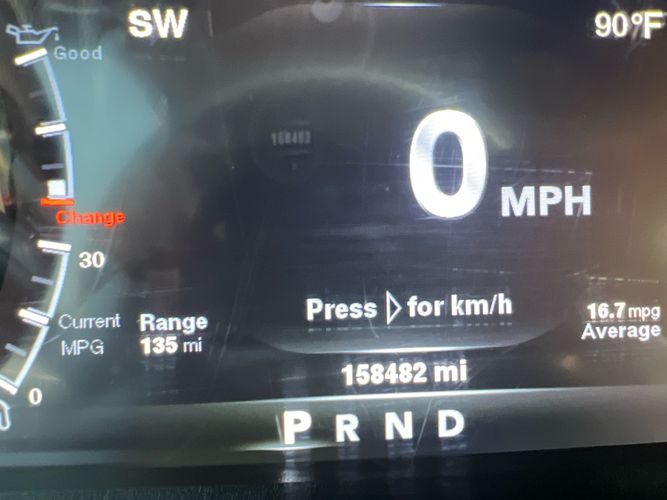 SW
90°F
Good
0 MPH
Change
30
Press ▷ for km/h
Current
MPG
Range
135 mi
16.7 mpg
Average
0
158482 mi
P R N D